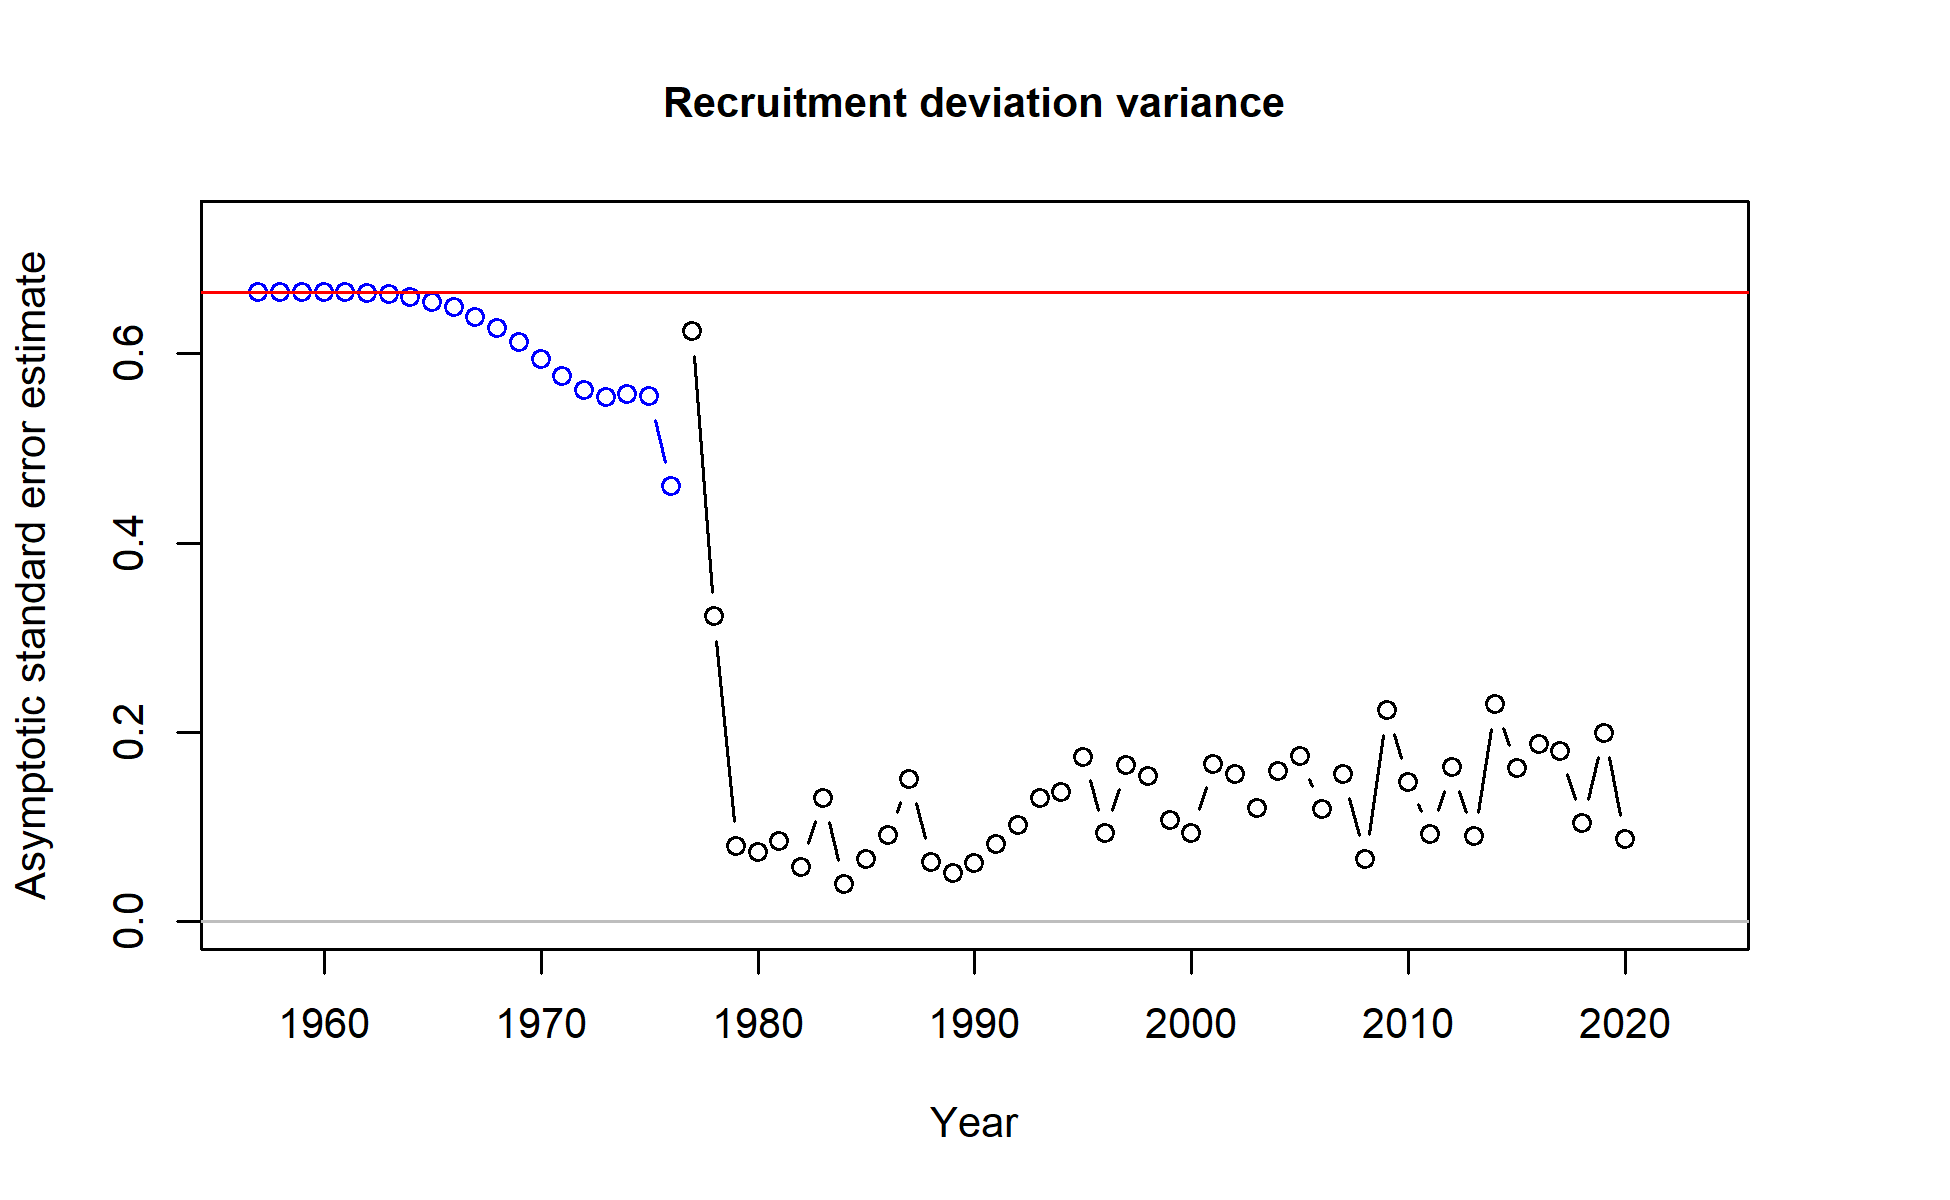 Recruitment deviation variance
Asymptotic standard error estimate
0.6
0.4
0.2
0.0
1960 1970 1980 1990 2000 2010 2020
Year